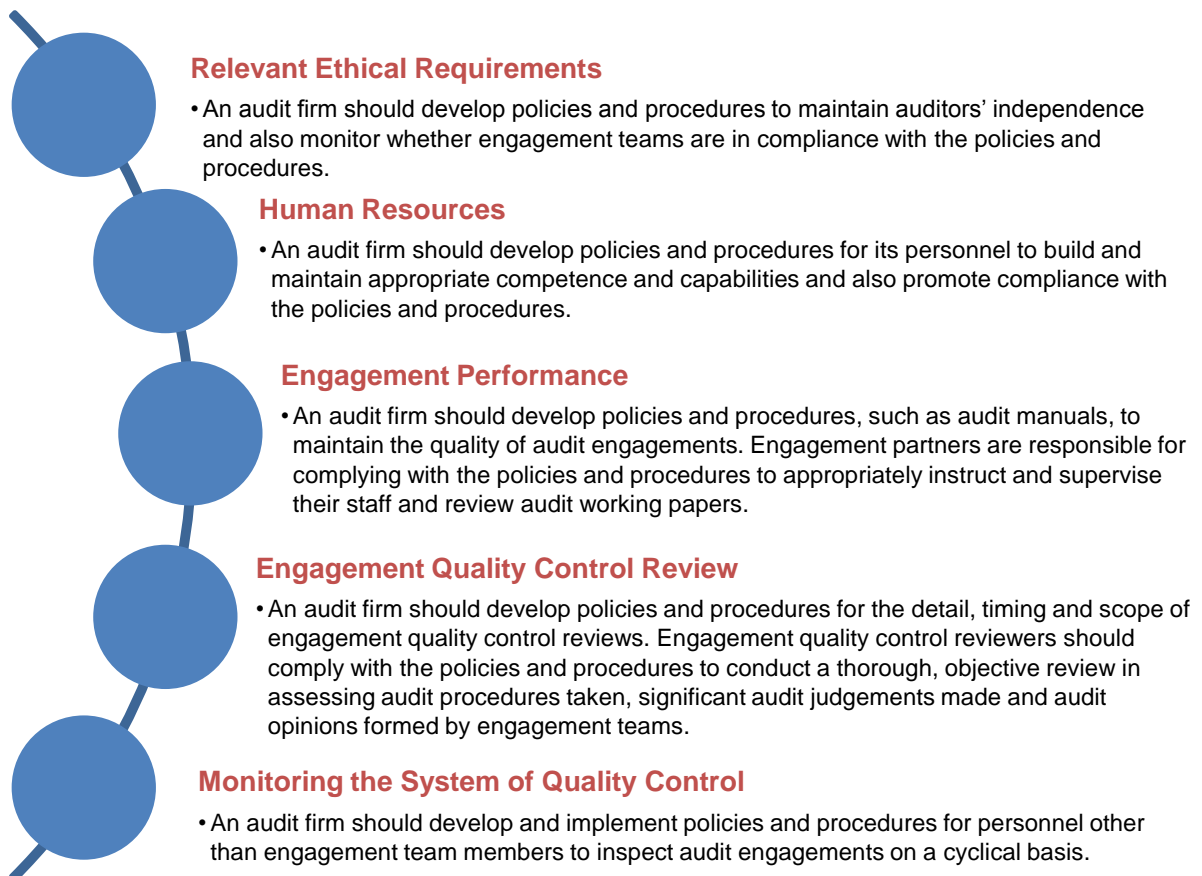 Relevant Ethical Requirements
• An audit firm should develop policies and procedures to maintain auditors' independence
and also monitor whether engagement teams are in compliance with the policies and
procedures.
Human Resources
• An audit firm should develop policies and procedures for its personnel to build and
maintain appropriate competence and capabilities and also promote compliance with
the policies and procedures.
Engagement Performance
• An audit firm should develop policies and procedures, such as audit manuals, to
maintain the quality of audit engagements. Engagement partners are responsible for
complying with the policies and procedures to appropriately instruct and supervise
their staff and review audit working papers.
Engagement Quality Control Review
• An audit firm should develop policies and procedures for the detail, timing and scope of
engagement quality control reviews. Engagement quality control reviewers should
comply with the policies and procedures to conduct a thorough, objective review in
assessing audit procedures taken, significant audit judgements made and audit
opinions formed by engagement teams.
Monitoring the System of Quality Control
• An audit firm should develop and implement policies and procedures for personnel other
than engagement team members to inspect audit engagements on a cyclical basis.